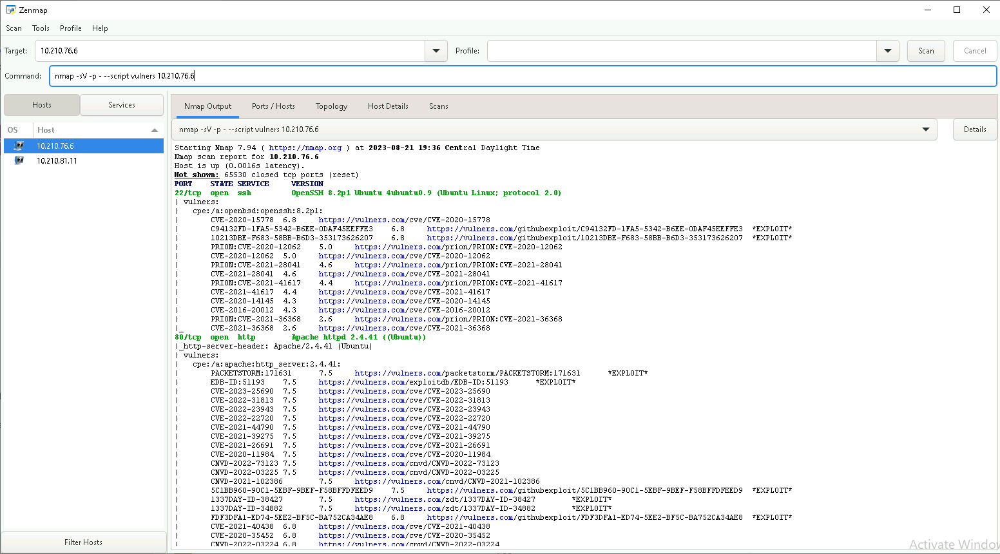 Zenmap
Scan Tools Profile Help
Target: 10.210.76.6 Profile: Scan Cancel
Command: nmap -sV -p - --script vulners 10.210.76.6
Hosts Services
Nmap Output Ports / Hosts Topology Host Details Scans
OS Host
nmap -sV -p - --script vulners 10.210.76.6 Details
10.210.76.6
10.210.81.11
Starting Nmap 7.94 ( https://nmap.org ) at 2023-08-21 19:36 Central Daylight Time
Nmap scan report for 10.210.76.6
Host is up (0.0016s latency).
Not shown: 65530 closed tcp ports (reset)
PORT STATE SERVICE VERSION
22/tcp open ssh OpenSSH 8.2p1 Ubuntu 4ubuntu0.9 (Ubuntu Linux; protocol 2.0)
| vulners:
| cpe:/a:openbsd:openssh:8.2p1:
| CVE-2020-15778 6.8 https://vulners.com/cve/CVE-2020-15778
| C94132FD-1FA5-5342-B6EE-0DAF45EEFFE3 6.8 https://vulners.com/githubexploit/C94132FD-1FA5-5342-B6EE-0DAF45EEFFE3 *EXPLOIT*
| 10213DBE-F683-58BB-B6D3-353173626207 6.8 https://vulners.com/githubexploit/10213DBE-F683-58BB-B6D3-353173626207 *EXPLOIT*
| PRION:CVE-2020-12062 5.0 https://vulners.com/prion/PRION:CVE-2020-12062
| CVE-2020-12062 5.0 https://vulners.com/cve/CVE-2020-12062
| PRION:CVE-2021-28041 4.6 https://vulners.com/prion/PRION:CVE-2021-28041
| CVE-2021-28041 4.6 https://vulners.com/cve/CVE-2021-28041
| PRION:CVE-2021-41617 4.4 https://vulners.com/prion/PRION:CVE-2021-41617
| CVE-2021-41617 4.4 https://vulners.com/cve/CVE-2021-41617
| CVE-2020-14145 4.3 https://vulners.com/cve/CVE-2020-14145
| CVE-2016-20012 4.3 https://vulners.com/cve/CVE-2016-20012
| PRION:CVE-2021-36368 2.6 https://vulners.com/prion/PRION:CVE-2021-36368
|_ CVE-2021-36368 2.6 https://vulners.com/cve/CVE-2021-36368
80/tcp open http Apache httpd 2.4.41 ((Ubuntu))
|_http-server-header: Apache/2.4.41 (Ubuntu)
| vulners:
| cpe:/a:apache:http_server:2.4.41:
| PACKETSTORM:171631 7.5 https://vulners.com/packetstorm/PACKETSTORM:171631 *EXPLOIT*
| EDB-ID:51193 7.5 https://vulners.com/exploitdb/EDB-ID:51193 *EXPLOIT*
| CVE-2023-25690 7.5 https://vulners.com/cve/CVE-2023-25690
| CVE-2022-31813 7.5 https://vulners.com/cve/CVE-2022-31813
| CVE-2022-23943 7.5 https://vulners.com/cve/CVE-2022-23943
| CVE-2022-22720 7.5 https://vulners.com/cve/CVE-2022-22720
| CVE-2021-44790 7.5 https://vulners.com/cve/CVE-2021-44790
| CVE-2021-39275 7.5 https://vulners.com/cve/CVE-2021-39275
| CVE-2021-26691 7.5 https://vulners.com/cve/CVE-2021-26691
| CVE-2020-11984 7.5 https://vulners.com/cve/CVE-2020-11984
| CNVD-2022-73123 7.5 https://vulners.com/cnvd/CNVD-2022-73123
| CNVD-2022-03225 7.5 https://vulners.com/cnvd/CNVD-2022-03225
| CNVD-2021-102386 7.5 https://vulners.com/cnvd/CNVD-2021-102386
| 5C1BB960-90C1-5EBF-9BEF-F58BFFDFEED9 7.5 https://vulners.com/githubexploit/5C1BB960-90C1-5EBF-9BEF-F58BFFDFEED9 *EXPLOIT*
| 1337DAY-ID-38427 7.5 https://vulners.com/zdt/1337DAY-ID-38427 *EXPLOIT*
| 1337DAY-ID-34882 7.5 https://vulners.com/zdt/1337DAY-ID-34882 *EXPLOIT*
| FDF3DFA1-ED74-5EE2-BF5C-BA752CA34AE8 6.8 https://vulners.com/githubexploit/FDF3DFA1-ED74-5EE2-BF5C-BA752CA34AE8 *EXPLOIT*
| CVE-2021-40438 6.8 https://vulners.com/cve/CVE-2021-40438
| CVE-2020-35452 6.8 https://vulners.com/cve/CVE-2020-35452
| CNVD-2022-03224 6.8 https://vulners.com/cnvd/CNVD-2022-03224
Filter Hosts
Activate Window